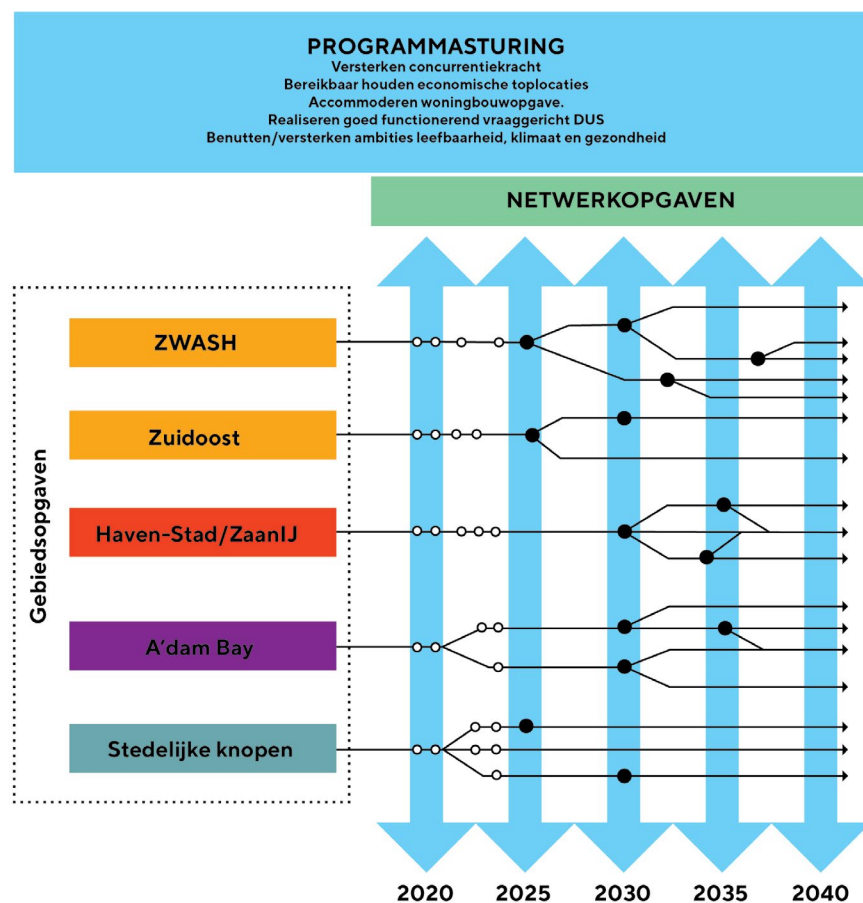 PROGRAMMASTURING
Versterken concurrentiekracht
Bereikbaar houden economische toplocaties
Accommoderen woningbouwopgave.
Realiseren goed functionerend vraaggericht DUS
Benutten/versterken ambities leefbaarheid, klimaat en gezondheid
NETWERKOPGAVEN
Gebiedsopgaven
ZWASH
Zuidoost
Haven-Stad/ZaanIJ
A'dam Bay
Stedelijke knopen
2020 2025 2030 2035 2040